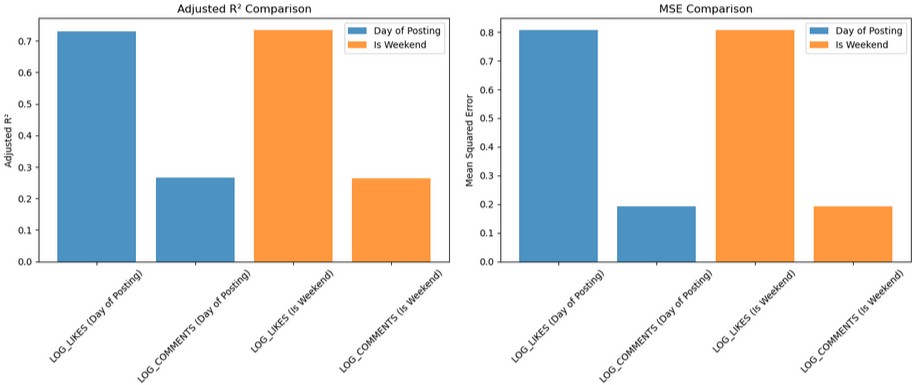 Adjusted R² Comparison
Adjusted R²
0.7
0.6
0.5
0.4
0.3
0.2
0.1
0.0
Day of Posting
Is Weekend
LOG_LIKES (Day of Posting)
LOG_COMMENTS (Day of Posting)
LOG_LIKES (Is Weekend)
LOG_COMMENTS (Is Weekend)
MSE Comparison
Mean Squared Error
0.8
0.7
0.6
0.5
0.4
0.3
0.2
0.1
0.0
Day of Posting
Is Weekend
LOG_LIKES (Day of Posting)
LOG_COMMENTS (Day of Posting)
LOG_LIKES (Is Weekend)
LOG_COMMENTS (Is Weekend)